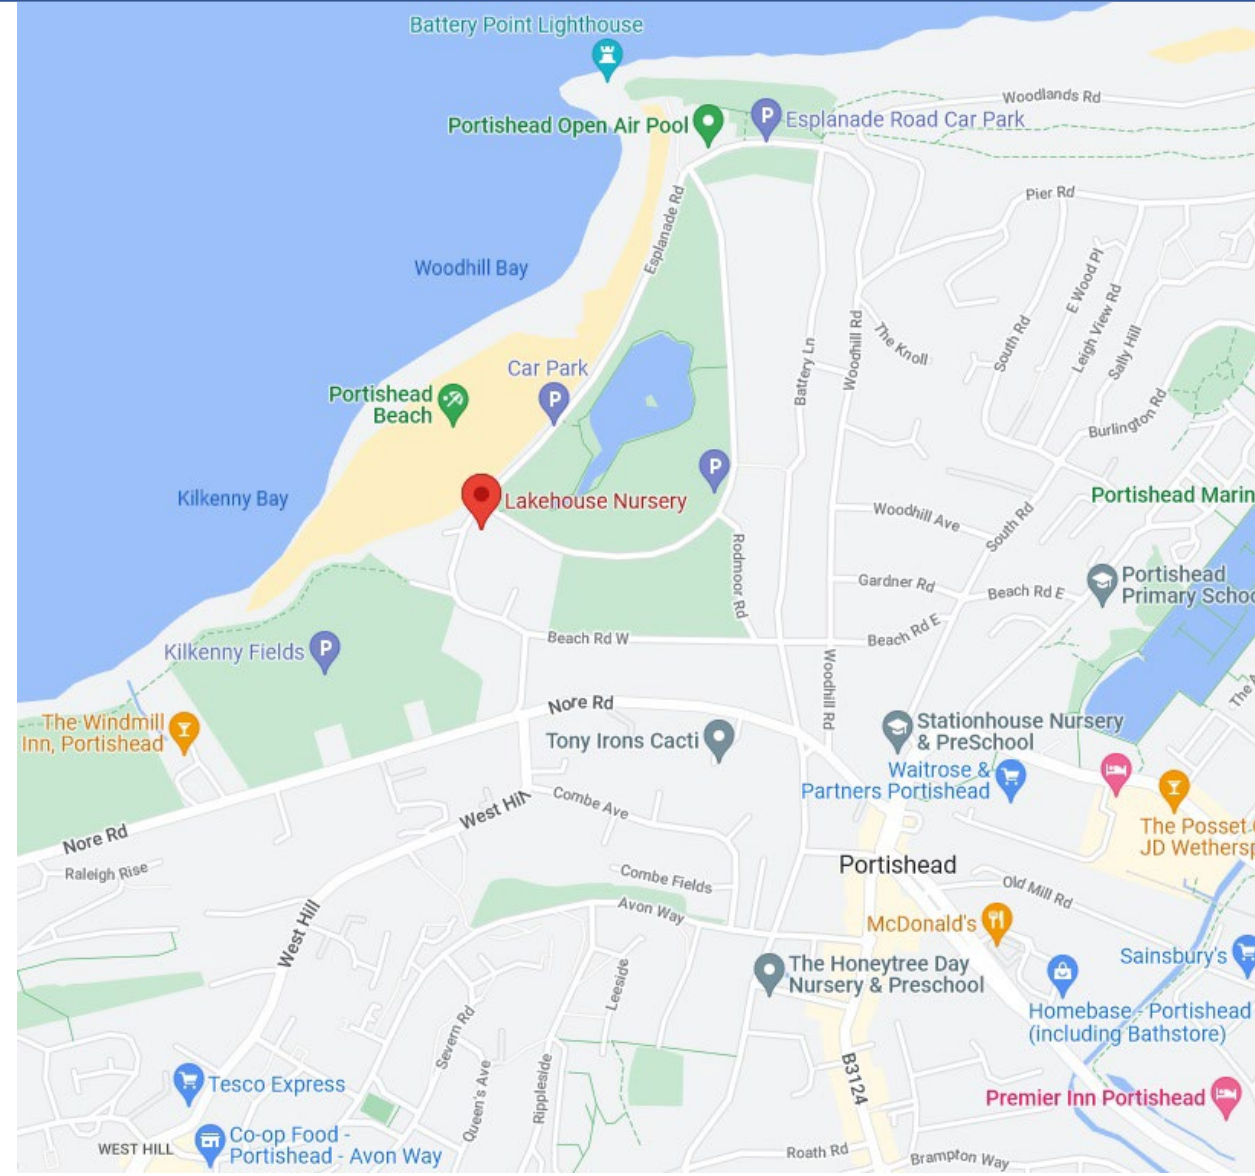 Battery Point Lighthouse
Woodlands Rd
Portishead Open Air Pool
P
Esplanade Road Car Park
Pier Rd
Esplanade Rd
Woodhill Bay
E Wood Pl
Leigh View Rd
Sally Hill
South Rd
The Knoll
Woodhill Rd
Battery Ln
Car Park
P
Portishead
Beach
Burlington Rd
P
Kilkenny Bay
Lakehouse Nursery
Portishead Marin
Woodhill Ave
South Rd
Rodmoor Rd
Gardner Rd
Beach Rd E
Portishead
Primary Schoo
Beach Rd W
Beach Rd E
Kilkenny Fields
P
Woodhill Rd
The A
Nore Rd
The Windmill
Inn, Portishead
Tony Irons Cacti
Stationhouse Nursery
& PreSchool
Waitrose &
Partners Portishead
West Hill
Combe Ave
Nore Rd
The Posset
JD Wethersp
Raleigh Rise
Portishead
Combe Fields
Old Mill Rd
Avon Way
McDonald's
West Hill
Sainsbury's
The Honeytree Day
Nursery & Preschool
Leeside
Homebase - Portishead
(including Bathstore)
Severn Rd
Tesco Express
B3124
Queen's Ave
Rippleside
Premier Inn Portishead
WEST HILL
Co-op Food -
Portishead - Avon Way
Roath Rd
Brampton Way